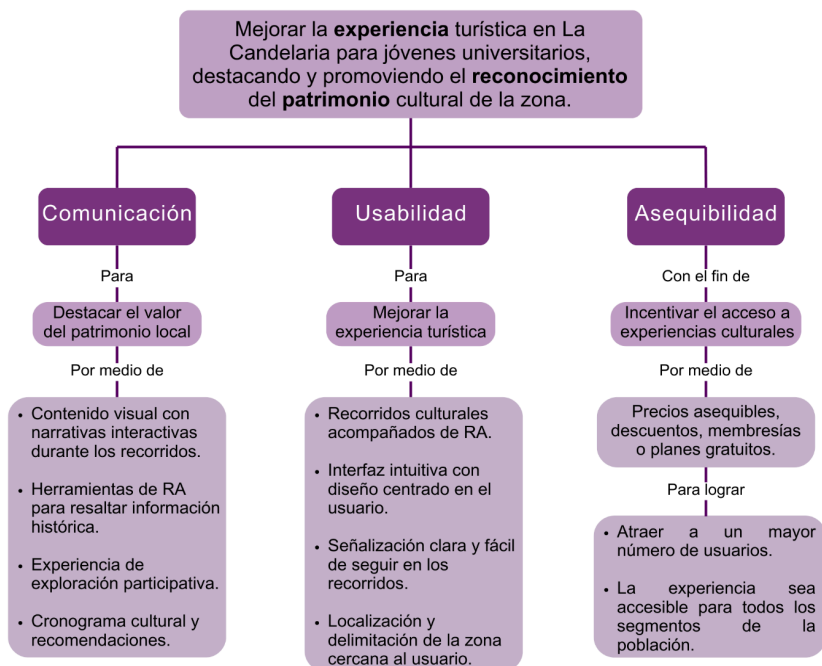 Mejorar la experiencia turística en La
Candelaria para jóvenes universitarios,
destacando y promoviendo el reconocimiento
del patrimonio cultural de la zona.
Comunicación
Para
Destacar el valor
del patrimonio local
Por medio de
• Contenido visual con
narrativas interactivas
durante los recorridos.
• Herramientas de RA
para resaltar información
histórica.
• Experiencia de
exploración participativa.
• Cronograma cultural y
recomendaciones.
Usabilidad
Para
Mejorar la
experiencia turística
Por medio de
• Recorridos culturales
acompañados de RA.
• Interfaz intuitiva con
diseño centrado en el
usuario.
• Señalización clara y fácil
de seguir en los
recorridos.
• Localización y
delimitación de la zona
cercana al usuario.
Asequibilidad
Con el fin de
Incentivar el acceso a
experiencias culturales
Por medio de
Precios asequibles,
descuentos, membresías
o planes gratuitos.
Para lograr
• Atraer a un mayor
número de usuarios.
• La experiencia sea
accesible para todos los
segmentos de la
población.